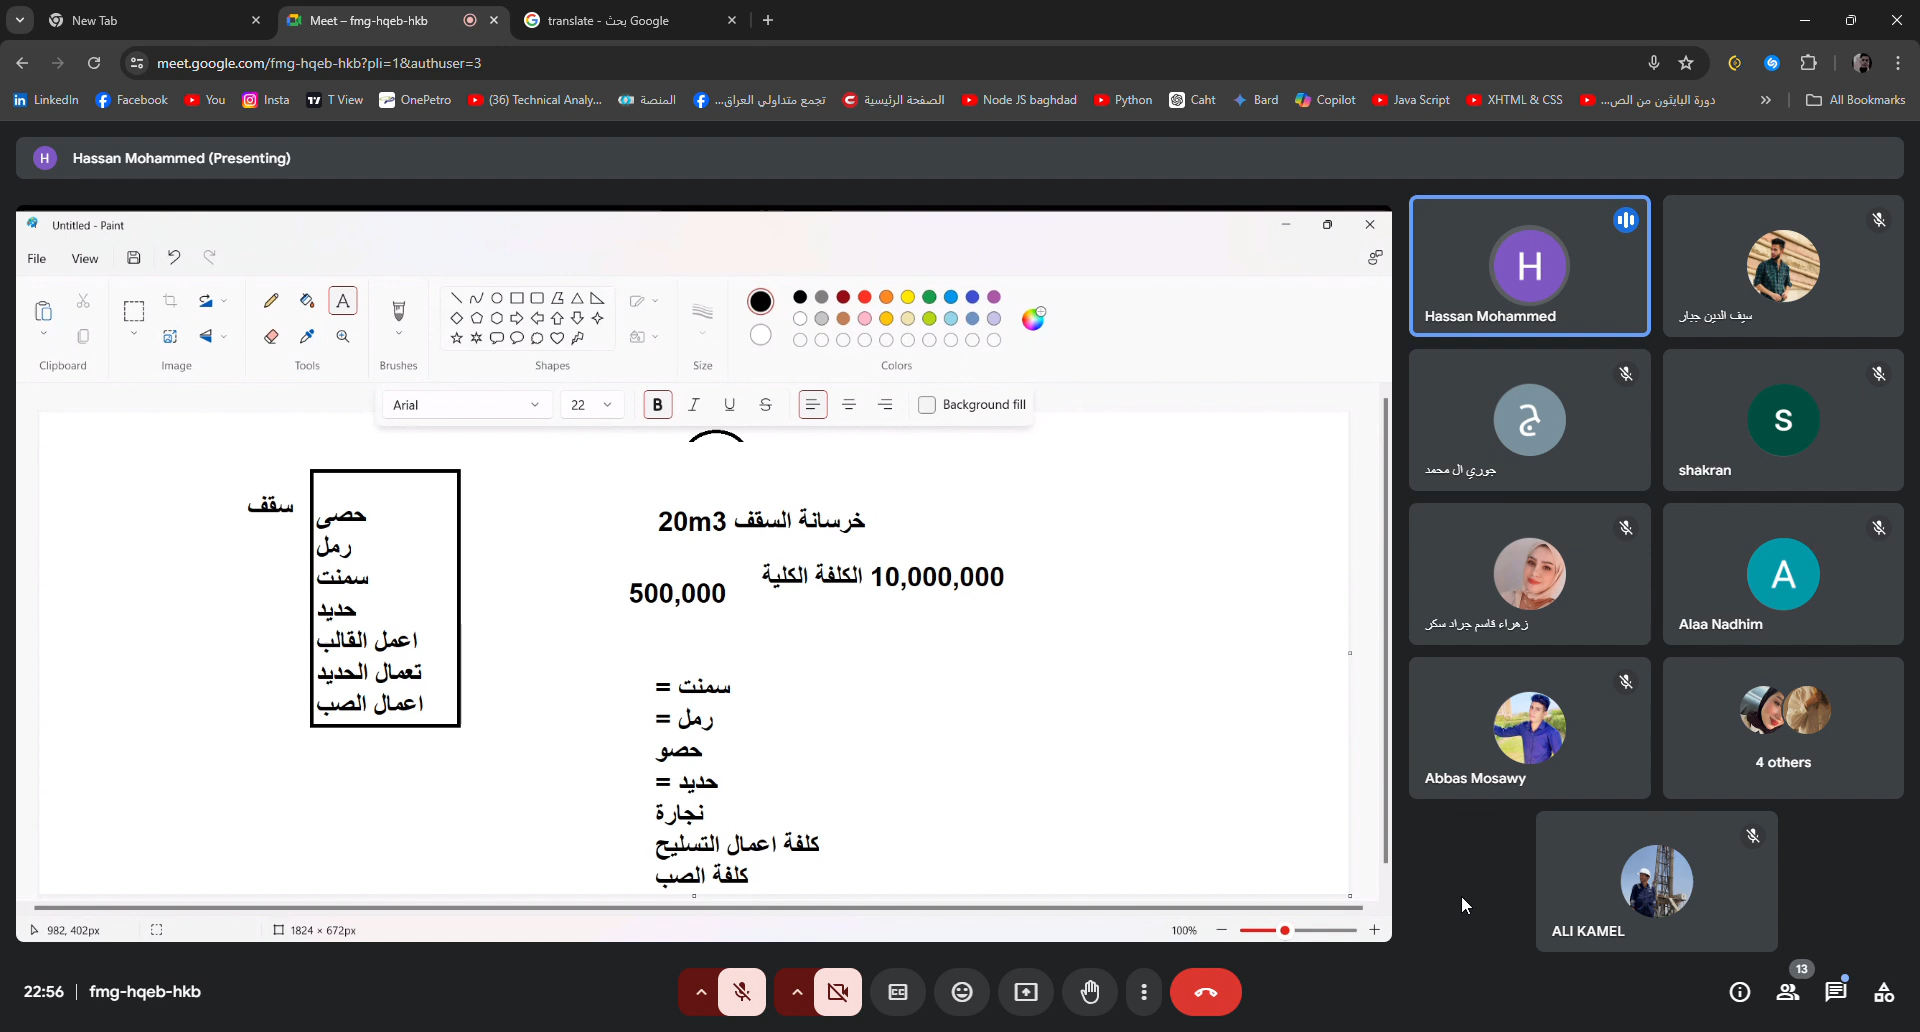 New Tab
Meet – fmg-hqeb-hkb
translate - بحث Google
meet.google.com/fmg-hqeb-hkb?pli=1&authuser=3
LinkedIn
Facebook
You
Insta
T View
OnePetro
(36) Technical Analy...
المنصة
تجمع متداولي العراق...
الصفحة الرئيسية
Node JS baghdad
Python
Caht
Bard
Copilot
Java Script
XHTML & CSS
دورة البايثون من الص...
»
All Bookmarks
H
Hassan Mohammed (Presenting)
Untitled - Paint
File
View
Clipboard
Image
Tools
Brushes
Shapes
Size
Colors
Arial
22
B
I
U
S
Background fill
سقف
حصى
رمل
سمنت
حديد
اعمل القالب
تعمال الحديد
اعمال الصب
خرسانة السقف 20m3
10,000,000 الكلفة الكلية
500,000
سمنت =
رمل =
حصو
حديد =
نجارة
كلفة اعمال التسليح
كلفة الصب
982, 402px
1824 × 672px
100%
H
Hassan Mohammed
سيف الدين جبار
ج
جوري ال محمد
S
shakran
زهراء قاسم جراد سكر
A
Alaa Nadhim
Abbas Mosawy
4 others
ALI KAMEL
22:56 | fmg-hqeb-hkb
13